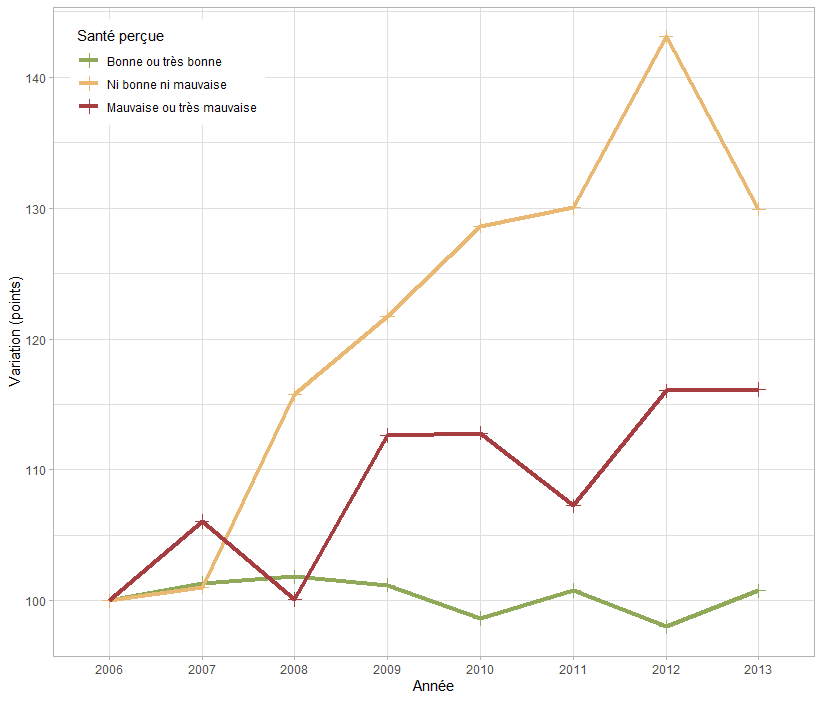 Santé perçue
Bonne ou très bonne
Ni bonne ni mauvaise
Mauvaise ou très mauvaise
140
130
120
110
100
Variation (points)
2006 2007 2008 2009 2010 2011 2012 2013
Année